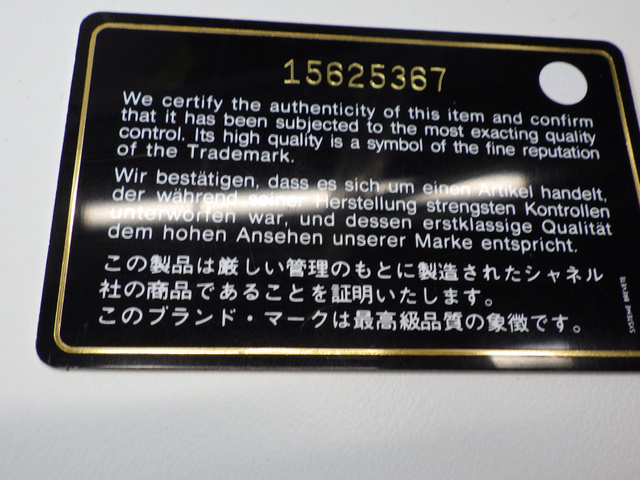 15625367
We certify the authenticity of this item and confirm
that it has been subjected to the most exacting quality
control. Its high quality is a symbol of the fine reputation
of the Trademark.
Wir bestätigen, dass es sich um einen Artikel handelt,
der während seiner Herstellung strengsten Kontrollen
unterworfen war, und dessen erstklassige Qualität
dem hohen Ansehen unserer Marke entspricht.
この製品は厳しい管理のもとに製造されたシャネル
社の商品であることを証明いたします。
このブランド・マークは最高級品質の象徴です。
SYSTEME BREVETE